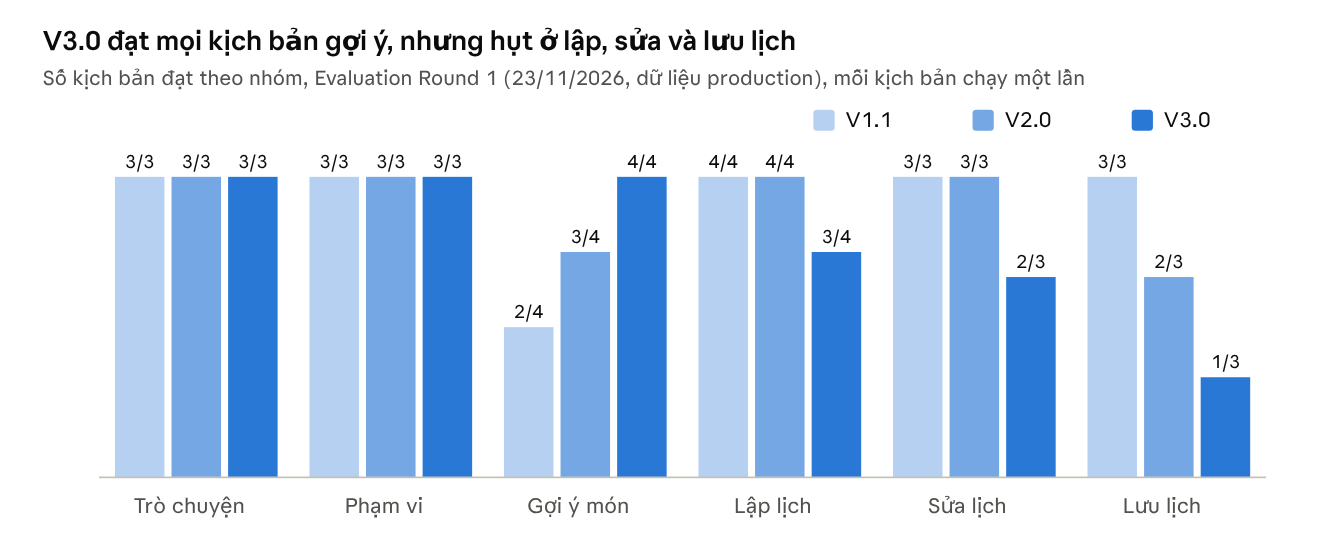 V3.0 đạt mọi kịch bản gợi ý, nhưng hụt ở lập, sửa và lưu lịch
Số kịch bản đạt theo nhóm, Evaluation Round 1 (23/11/2026, dữ liệu production), mỗi kịch bản chạy một lần
V1.1 V2.0 V3.0
3/3 3/3 3/3 3/3 3/3 3/3 4/4 4/4 4/4 3/3 3/3 3/3
3/4 3/4
2/3 2/3
2/4
1/3
Trò chuyện Phạm vi Gợi ý món Lập lịch Sửa lịch Lưu lịch